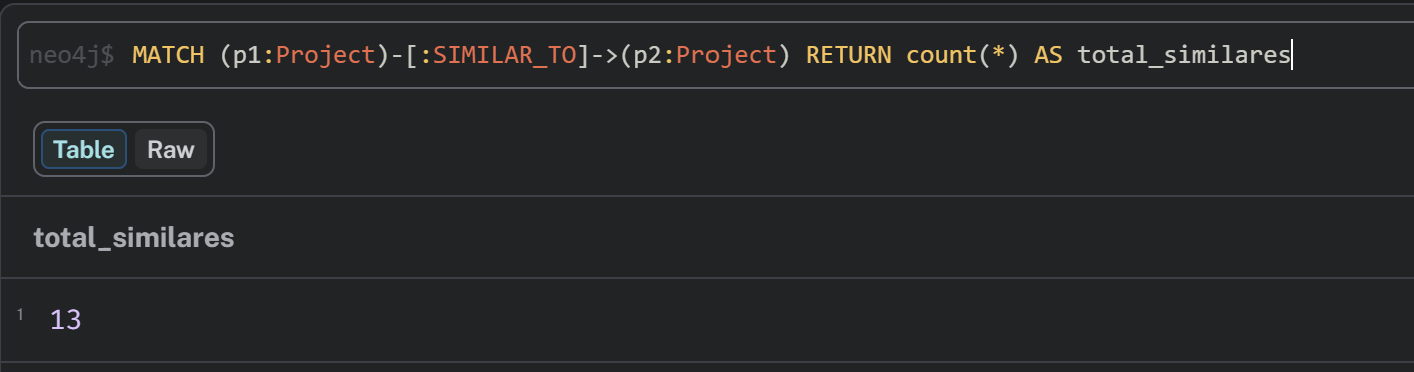 neo4j$ MATCH (p1:Project)-[:SIMILAR_TO]->(p2:Project) RETURN count(*) AS total_similares
Table Raw
total_similares
1 13